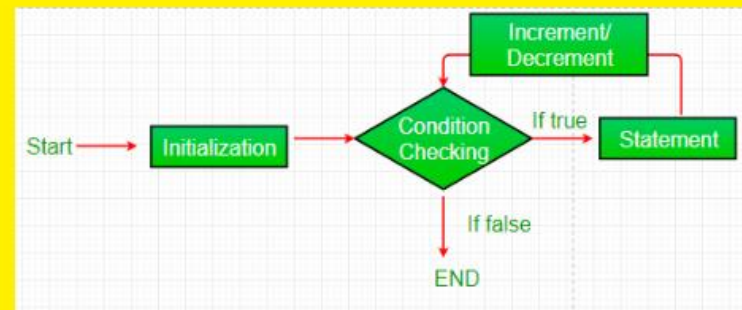 Increment/
Decrement
Start
Initialization
Condition
Checking
If true
Statement
If false
END